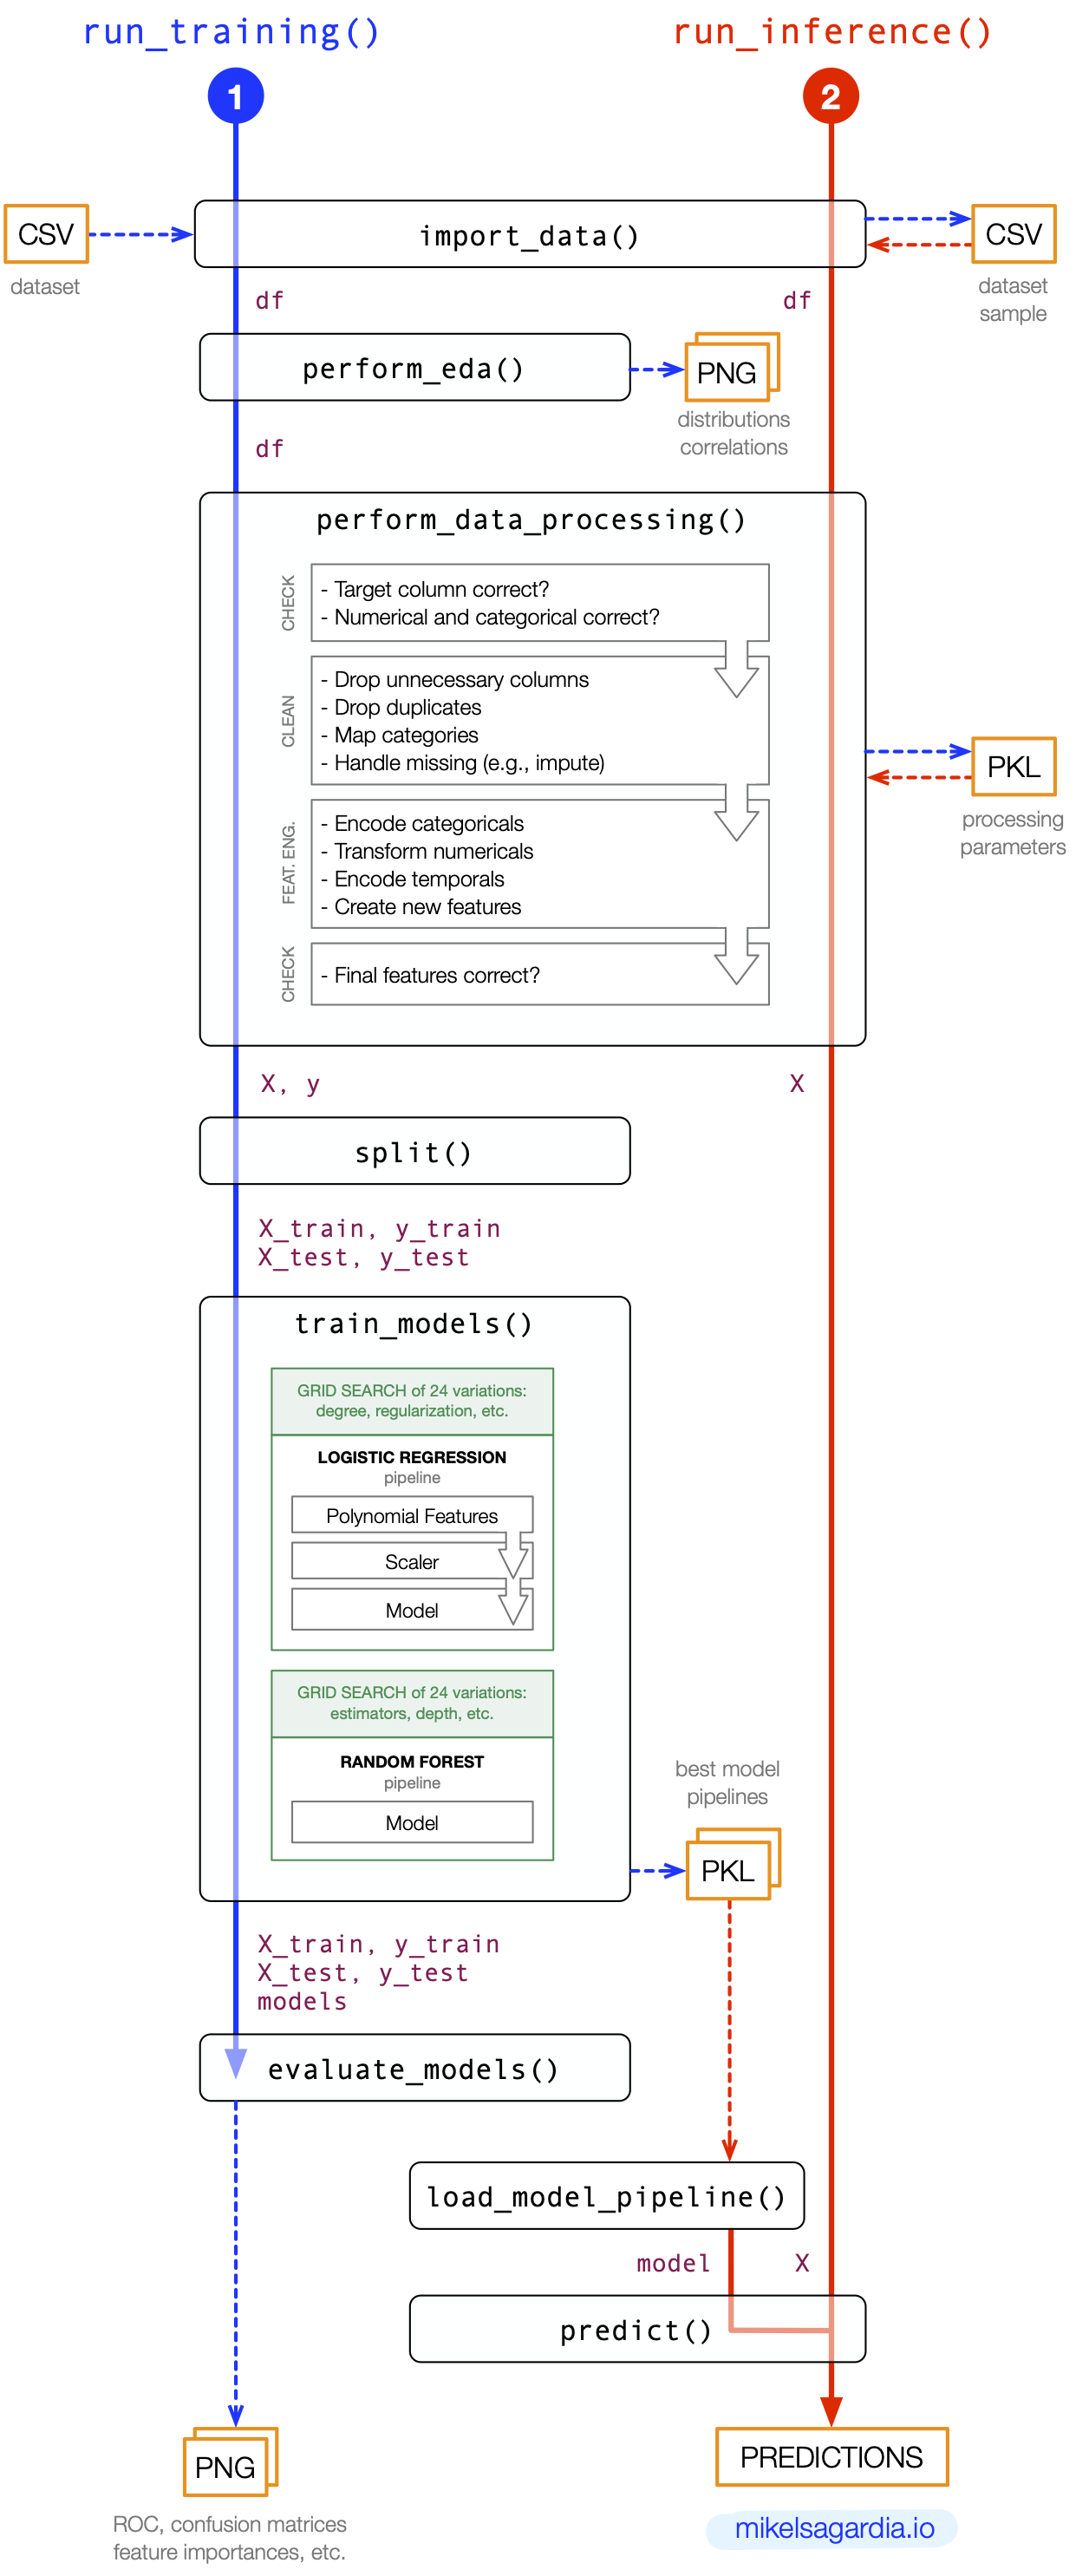 run_training()
run_inference()
1
2
CSV
import_data()
CSV
dataset
dataset
sample
df
df
perform_eda()
PNG
distributions
correlations
df
perform_data_processing()
CHECK
- Target column correct?
- Numerical and categorical correct?
CLEAN
- Drop unnecessary columns
- Drop duplicates
- Map categories
- Handle missing (e.g., impute)
PKL
processing
parameters
FEAT. ENG.
- Encode categoricals
- Transform numericals
- Encode temporals
- Create new features
CHECK
- Final features correct?
X, y
X
split()
X_train, y_train
X_test, y_test
train_models()
GRID SEARCH of 24 variations:
degree, regularization, etc.
LOGISTIC REGRESSION
pipeline
Polynomial Features
Scaler
Model
GRID SEARCH of 24 variations:
estimators, depth, etc.
RANDOM FOREST
pipeline
Model
best model
pipelines
PKL
X_train, y_train
X_test, y_test
models
evaluate_models()
load_model_pipeline()
model
X
predict()
PNG
PREDICTIONS
ROC, confusion matrices
feature importances, etc.
mikelsagardia.io